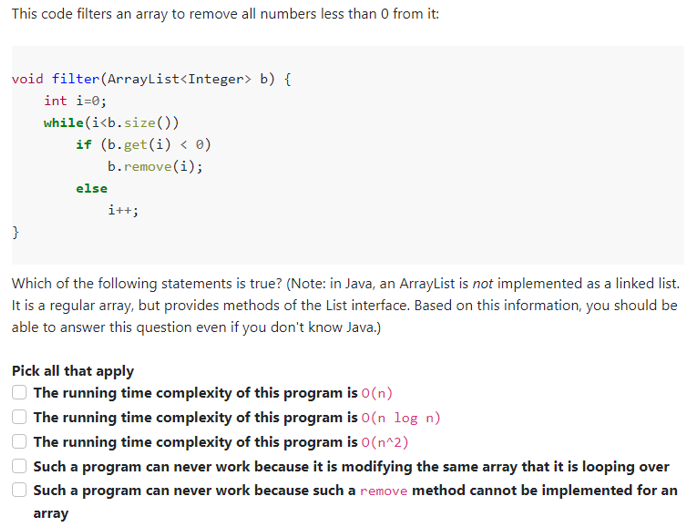 This code filters an array to remove all numbers less than 0 from it:
void filter(ArrayList<Integer> b) {
    int i=0;
    while(i<b.size())
        if (b.get(i) < 0)
            b.remove(i);
        else
            i++;
}
Which of the following statements is true? (Note: in Java, an ArrayList is not implemented as a linked list.
It is a regular array, but provides methods of the List interface. Based on this information, you should be
able to answer this question even if you don't know Java.)
Pick all that apply
The running time complexity of this program is O(n)
The running time complexity of this program is O(n log n)
The running time complexity of this program is O(n^2)
Such a program can never work because it is modifying the same array that it is looping over
Such a program can never work because such a remove method cannot be implemented for an
array